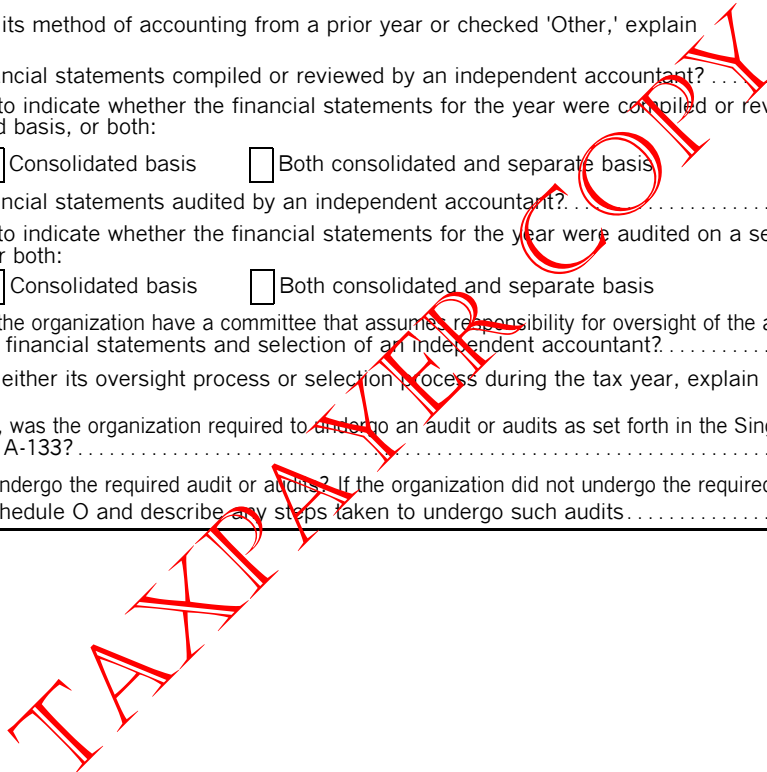 its method of accounting from a prior year or checked 'Other,' explain
ncial statements compiled or reviewed by an independent accountant? . . . .
to indicate whether the financial statements for the year were compiled or rev
d basis, or both:
Consolidated basis Both consolidated and separate basis
ncial statements audited by an independent accountant?. . . . . . . . . . . . . . . . . . . .
to indicate whether the financial statements for the year were audited on a se
r both:
Consolidated basis Both consolidated and separate basis
the organization have a committee that assumes responsibility for oversight of the a
financial statements and selection of an independent accountant?. . . . . . . . . .
either its oversight process or selection process during the tax year, explain
, was the organization required to undergo an audit or audits as set forth in the Sing
A-133? . . . . . . . . . . . . . . . . . . . . . . . . . . . . . . . . . . . . . . . . . . . . . . . . . . . . . . . . . . . . . . . . . . . . . .
ndergo the required audit or audits? If the organization did not undergo the required
hedule O and describe any steps taken to undergo such audits. . . . . . . . . . . . . .
TAXPAYER COPY